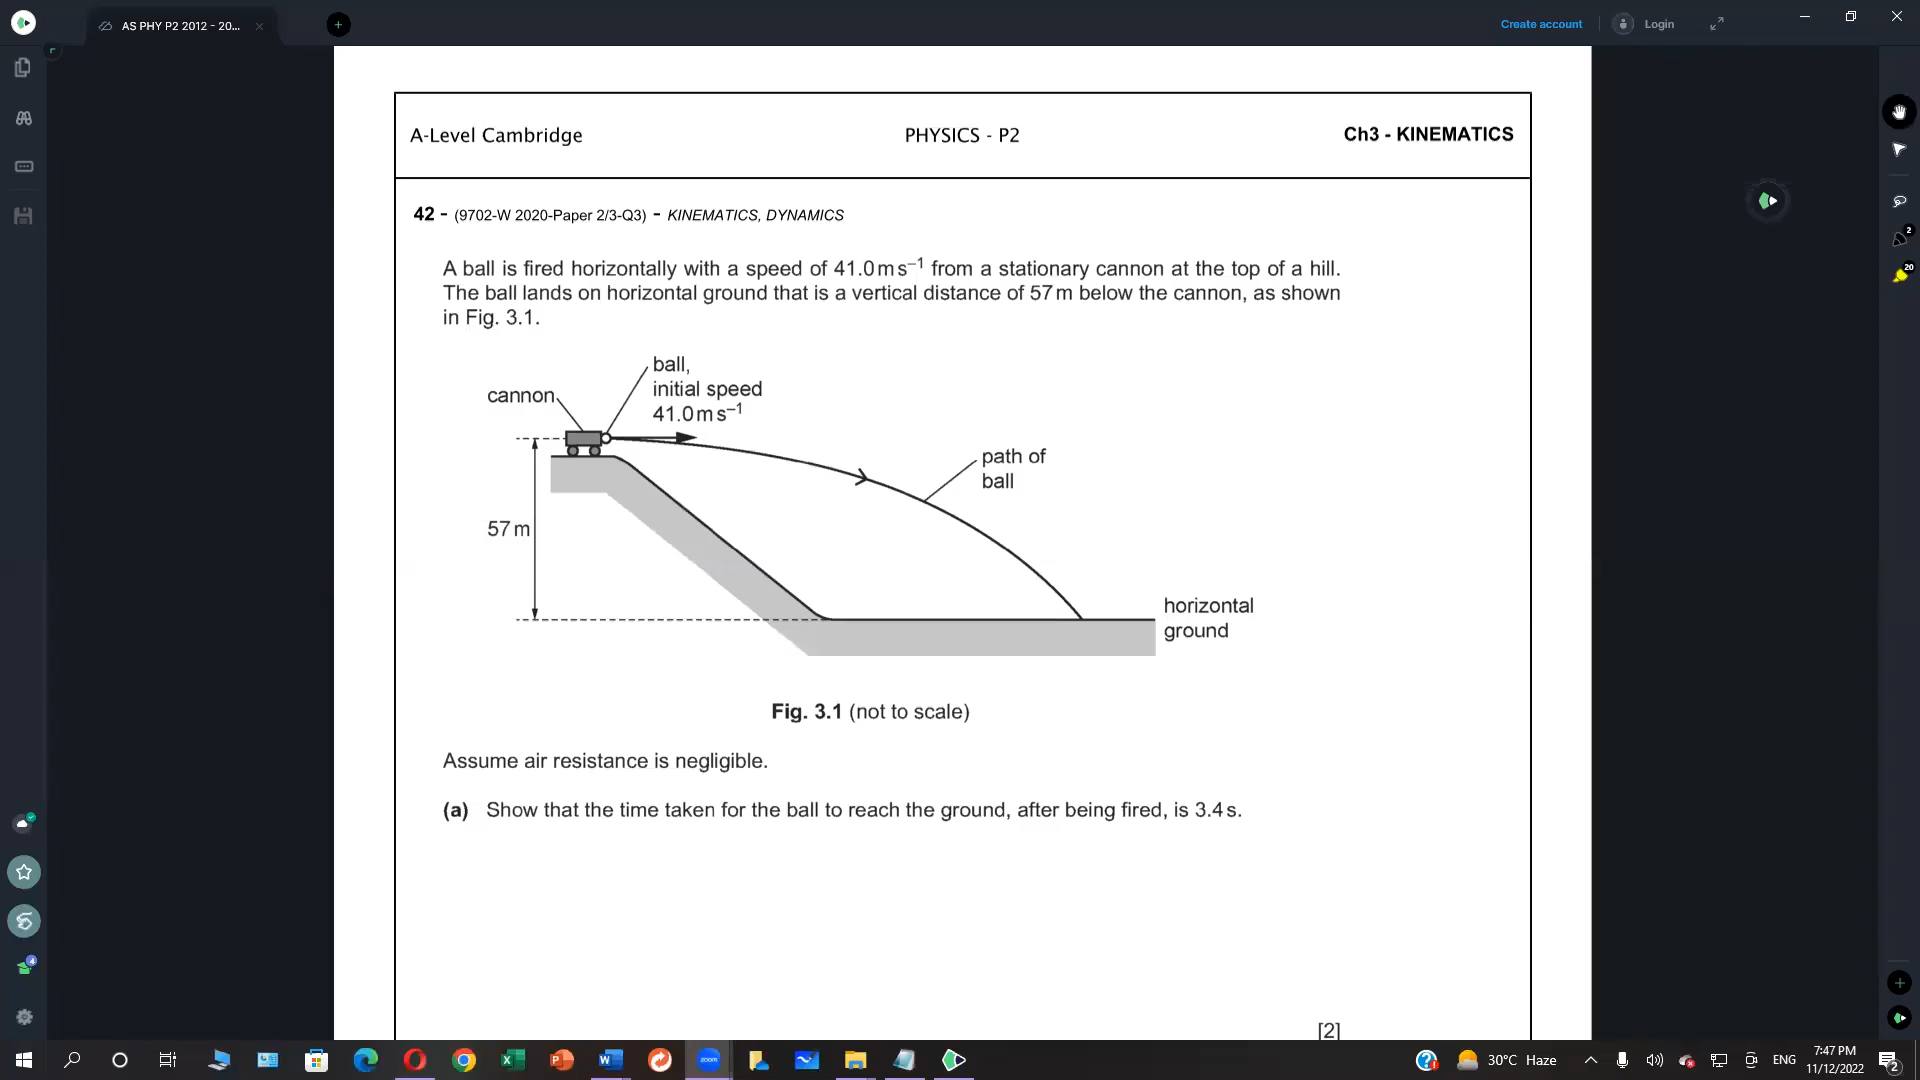 AS PHY P2 2012 - 20...
Create account
Login
A-Level Cambridge
PHYSICS - P2
Ch3 - KINEMATICS
42 - (9702-W 2020-Paper 2/3-Q3) - KINEMATICS, DYNAMICS
A ball is fired horizontally with a speed of 41.0 m s⁻¹ from a stationary cannon at the top of a hill.
The ball lands on horizontal ground that is a vertical distance of 57 m below the cannon, as shown
in Fig. 3.1.
ball,
initial speed
41.0 m s⁻¹
cannon
path of
ball
57 m
horizontal
ground
Fig. 3.1 (not to scale)
Assume air resistance is negligible.
(a) Show that the time taken for the ball to reach the ground, after being fired, is 3.4 s.
[2]
2
20
4
zoom
30°C Haze
ENG
7:47 PM
11/12/2022
2